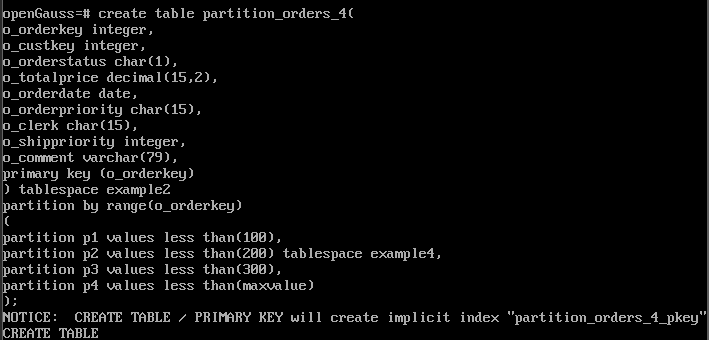 openGauss=# create table partition_orders_4(
o_orderkey integer,
o_custkey integer,
o_orderstatus char(1),
o_totalprice decimal(15,2),
o_orderdate date,
o_orderpriority char(15),
o_clerk char(15),
o_shippriority integer,
o_comment varchar(79),
primary key (o_orderkey)
) tablespace example2
partition by range(o_orderkey)
(
partition p1 values less than(100),
partition p2 values less than(200) tablespace example4,
partition p3 values less than(300),
partition p4 values less than(maxvalue)
);
NOTICE:  CREATE TABLE / PRIMARY KEY will create implicit index "partition_orders_4_pkey"
CREATE TABLE